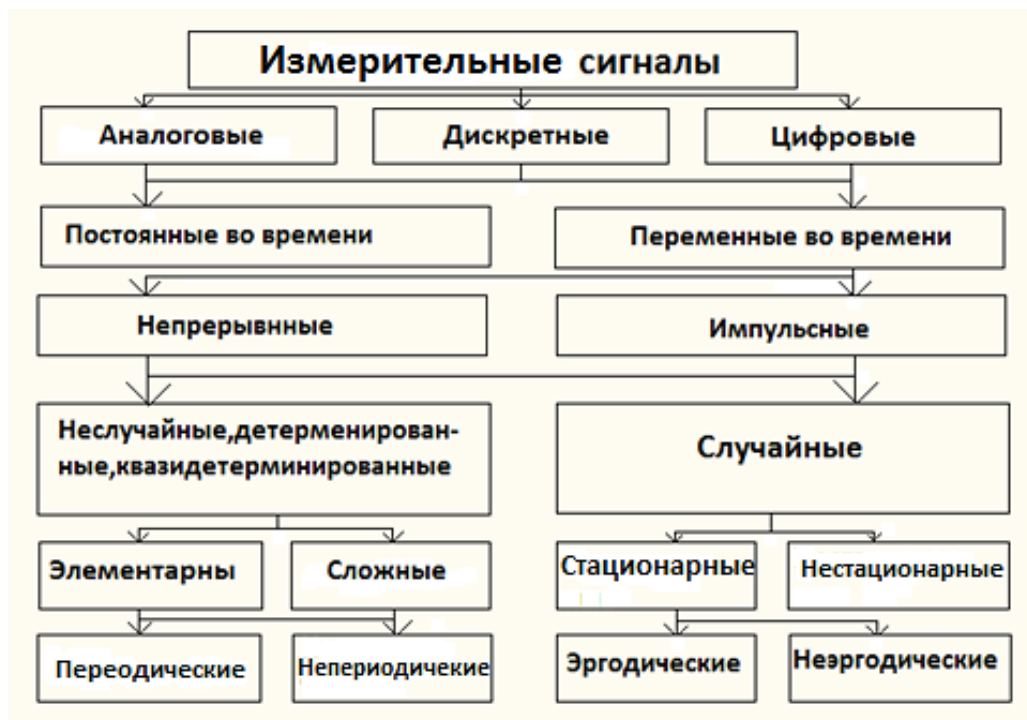 Измерительные сигналы
Аналоговые
Дискретные
Цифровые
Постоянные во времени
Переменные во времени
Непрерывнные
Импульсные
Неслучайные,детерменирован-
ные,квазидетерминированные
Случайные
Элементарны
Сложные
Стационарные
Нестационарные
Переодические
Непериодичекие
Эргодические
Неэргодические